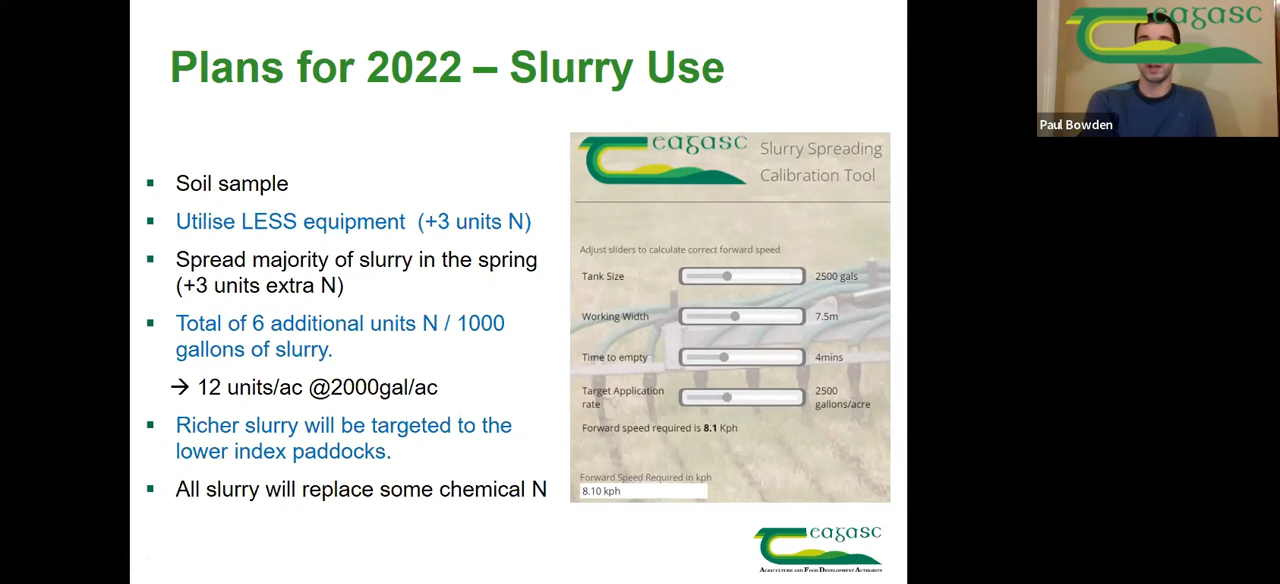 Plans for 2022 – Slurry Use
▪ Soil sample
▪ Utilise LESS equipment (+3 units N)
▪ Spread majority of slurry in the spring
(+3 units extra N)
▪ Total of 6 additional units N / 1000
gallons of slurry.
→ 12 units/ac @2000gal/ac
▪ Richer slurry will be targeted to the
lower index paddocks.
▪ All slurry will replace some chemical N
eagasc
Slurry Spreading
Calibration Tool
Adjust sliders to calculate correct forward speed
Tank Size 2500 gals
Working Width 7.5m
Time to empty 4mins
Target Application
rate
2500
gallons/acre
Forward speed required is 8.1 Kph
Forward Speed Required in kph
8.10 kph
eagasc
AGRICULTURE AND FOOD DEVELOPMENT AUTHORITY
eagasc
Paul Bowden